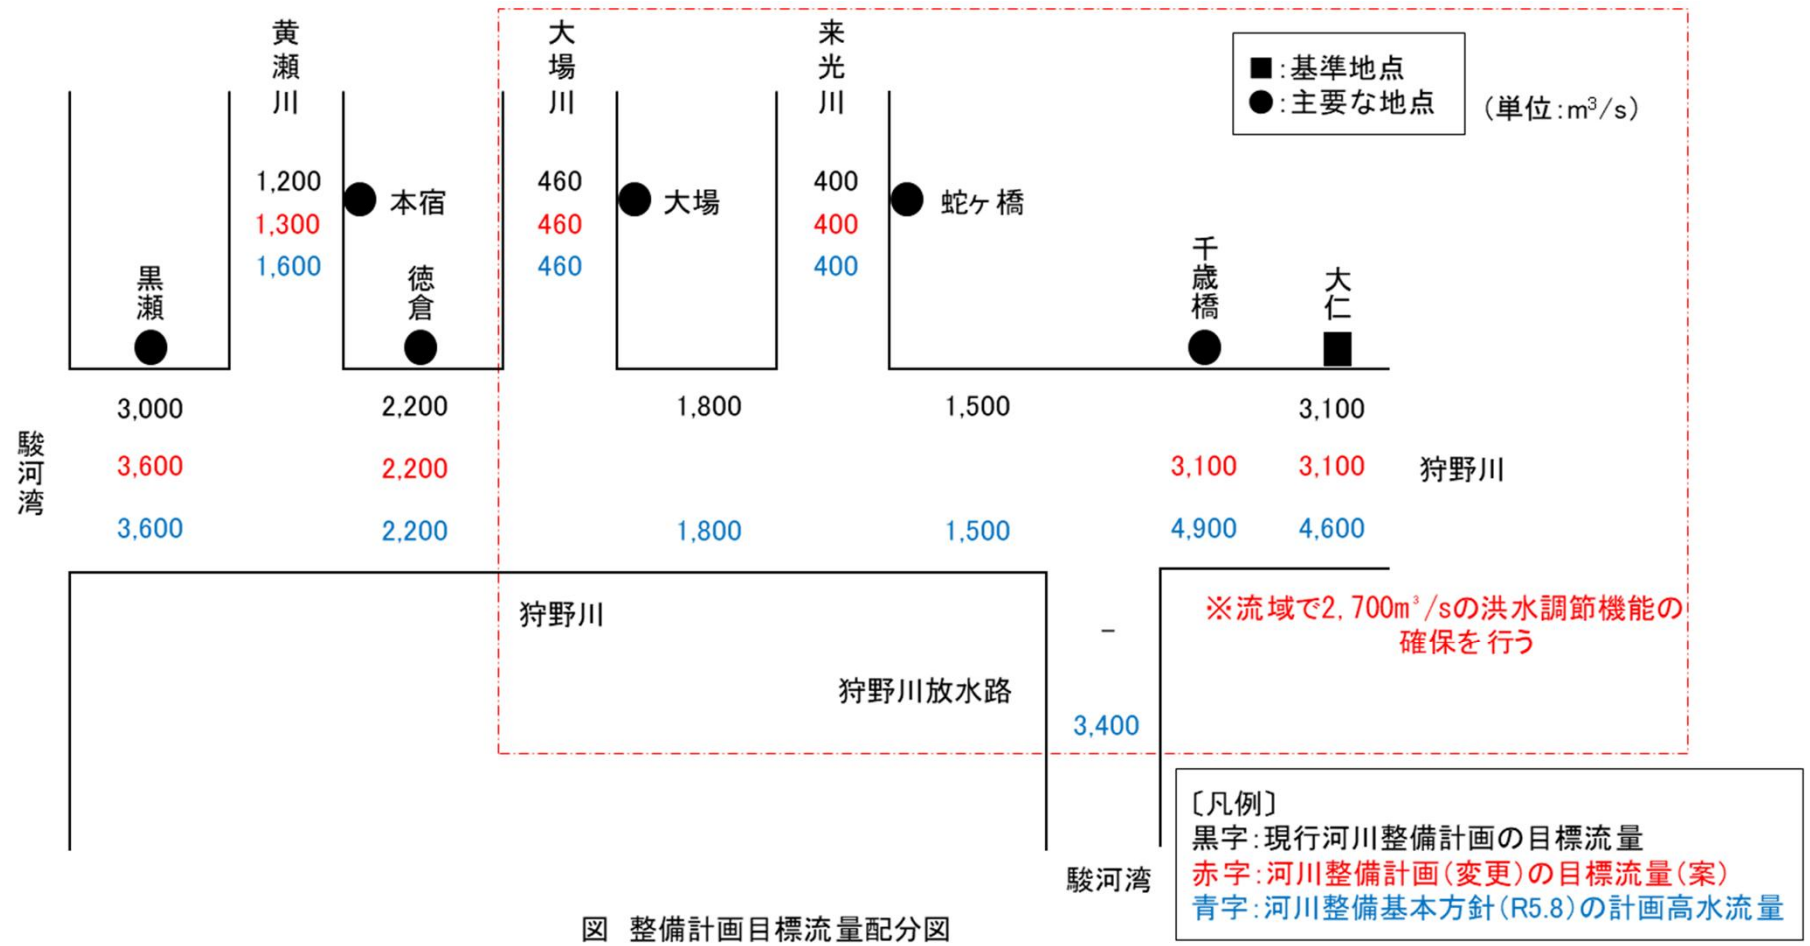 黄瀬川
大場川
来光川
■:基準地点
●:主要な地点
(単位:m³/s)
1,200
1,300
1,600
本宿
460
460
460
大場
400
400
400
蛇ヶ橋
黒瀬
徳倉
千歳橋
大仁
3,000
2,200
1,800
1,500
3,100
3,600
2,200
3,100
3,100
狩野川
駿河湾
3,600
2,200
1,800
1,500
4,900
4,600
狩野川
－
※流域で2,700m³/sの洪水調節機能の
確保を行う
狩野川放水路
3,400
駿河湾
〔凡例〕
黒字:現行河川整備計画の目標流量
赤字:河川整備計画(変更)の目標流量(案)
青字:河川整備基本方針(R5.8)の計画高水流量
図 整備計画目標流量配分図